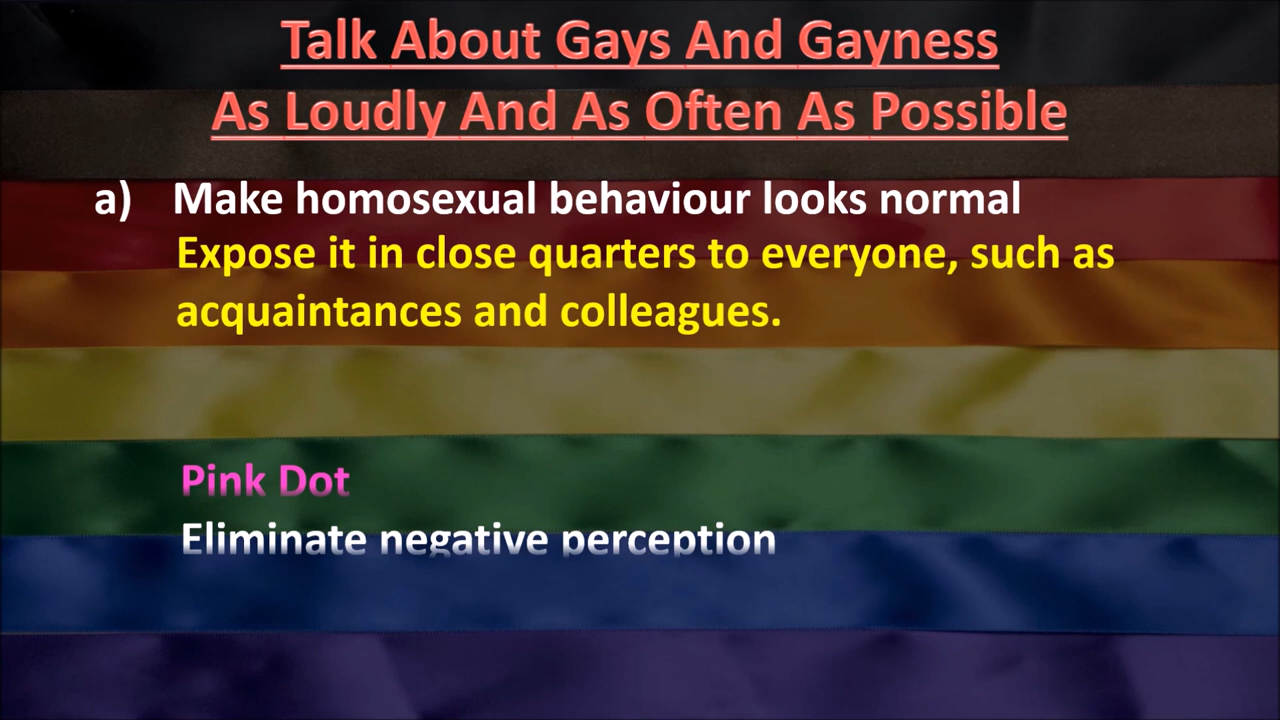 Talk About Gays And Gayness
As Loudly And As Often As Possible
a) Make homosexual behaviour looks normal
Expose it in close quarters to everyone, such as
acquaintances and colleagues.
Pink Dot
Eliminate negative perception